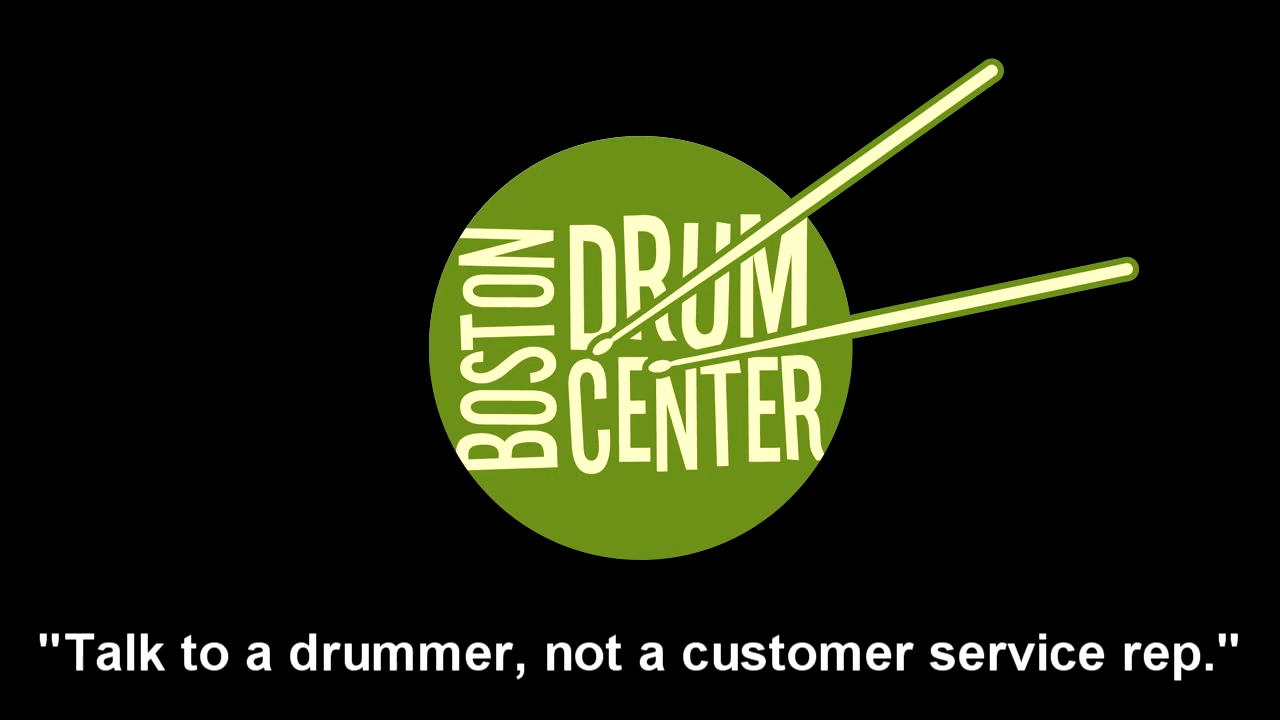 BOSTON
DRUM
CENTER
"Talk to a drummer, not a customer service rep."